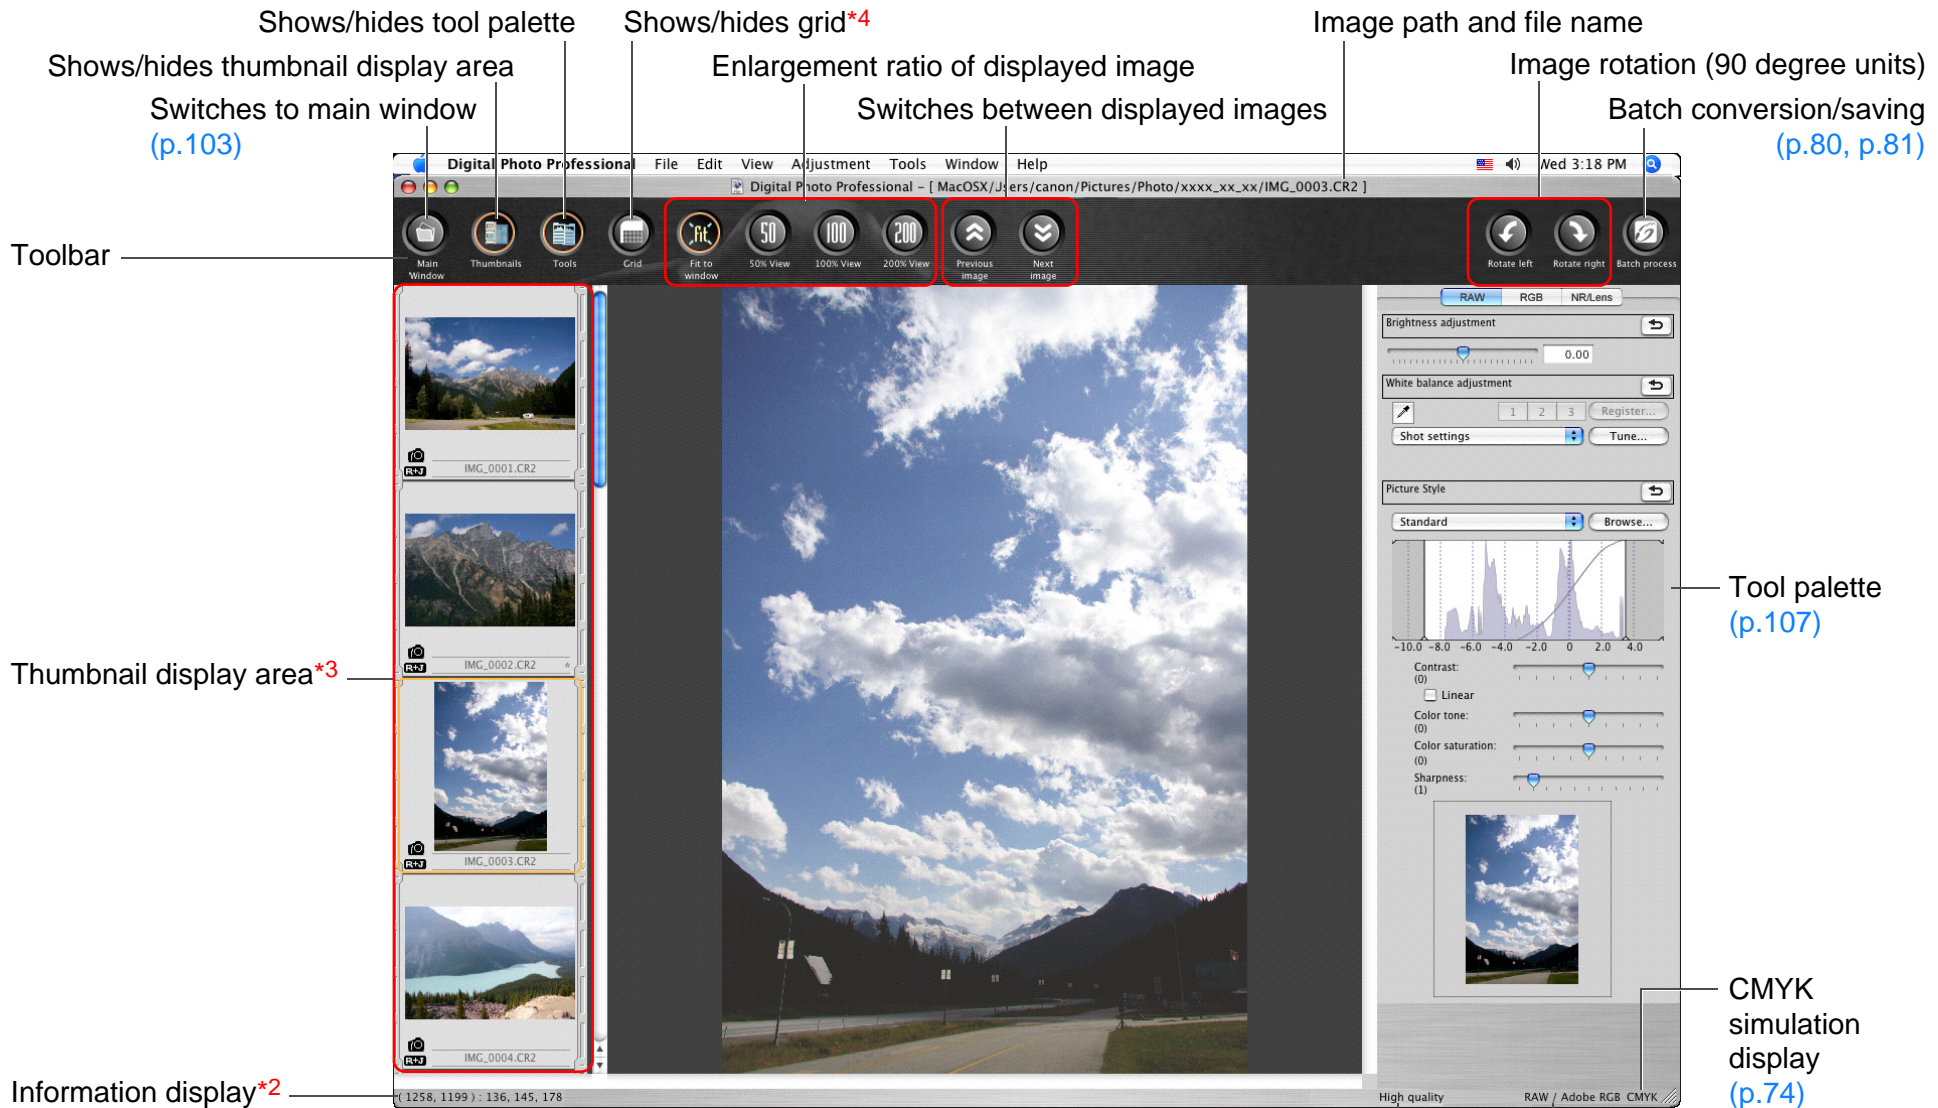 Shows/hides tool palette
Shows/hides grid*4
Image path and file name
Shows/hides thumbnail display area
Enlargement ratio of displayed image
Image rotation (90 degree units)
Switches to main window
(p.103)
Switches between displayed images
Batch conversion/saving
(p.80, p.81)
Digital Photo Professional File Edit View Adjustment Tools Window Help Wed 3:18 PM
Digital Photo Professional – [ MacOSX/Users/canon/Pictures/Photo/xxxx_xx_xx/IMG_0003.CR2 ]
Toolbar
fit 50 100 200
Main Window
Thumbnails
Tools
Grid
Fit to window
50% View
100% View
200% View
Previous image
Next image
Rotate left
Rotate right
Batch process
RAW RGB NR/Lens
Brightness adjustment
0.00
White balance adjustment
1 2 3 Register...
Shot settings Tune...
Picture Style
Standard Browse...
-10.0 -8.0 -6.0 -4.0 -2.0 0 2.0 4.0
Contrast:
(0)
Linear
Color tone:
(0)
Color saturation:
(0)
Sharpness:
(1)
Tool palette
(p.107)
R+J IMG_0001.CR2
R+J IMG_0002.CR2 *
Thumbnail display area*3
R+J IMG_0003.CR2
R+J IMG_0004.CR2
CMYK
simulation
display
(p.74)
Information display*2
( 1258, 1199 ) : 136, 145, 178
High quality
RAW / Adobe RGB CMYK